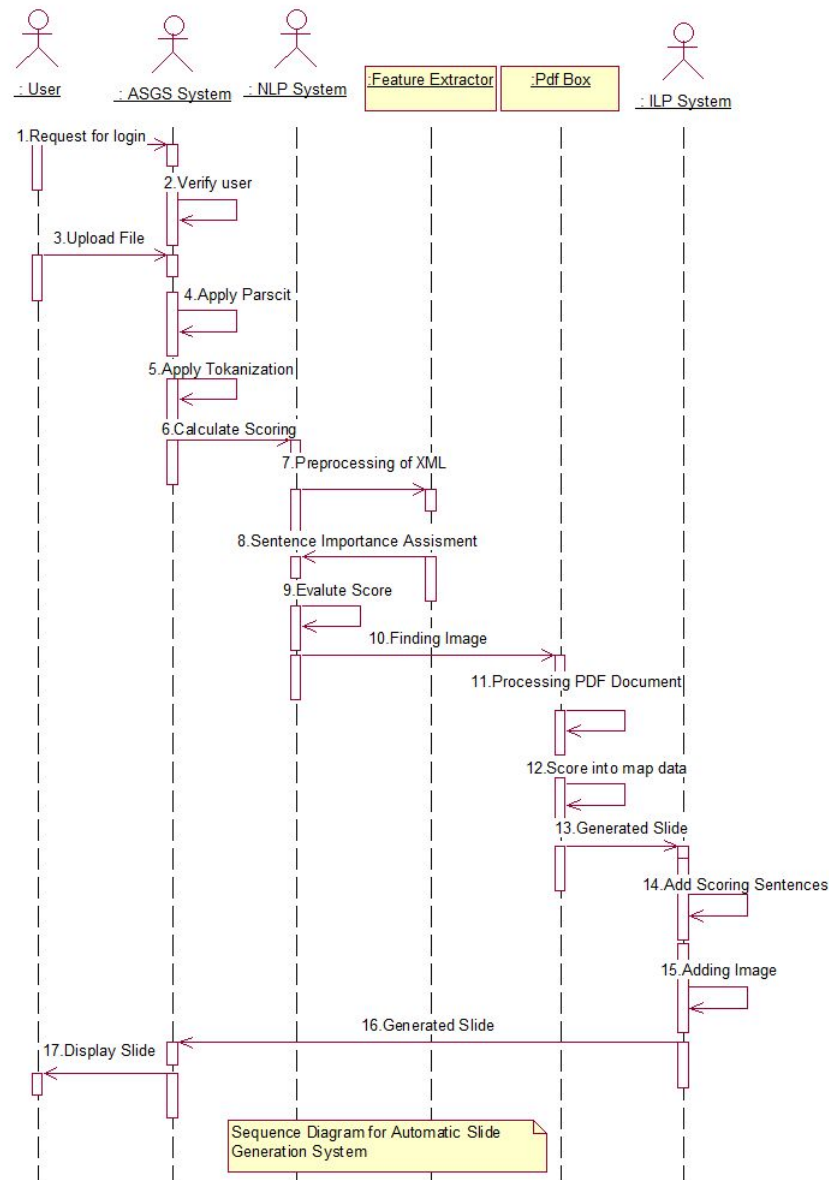 : User
: ASGS System
: NLP System
:Feature Extractor
:Pdf Box
: ILP System
1.Request for login
2.Verify user
3.Upload File
4.Apply Parscit
5.Apply Tokanization
6.Calculate Scoring
7.Preprocessing of XML
8.Sentence Importance Assisment
9.Evalute Score
10.Finding Image
11.Processing PDF Document
12.Score into map data
13.Generated Slide
14.Add Scoring Sentences
15.Adding Image
16.Generated Slide
17.Display Slide
Sequence Diagram for Automatic Slide
Generation System